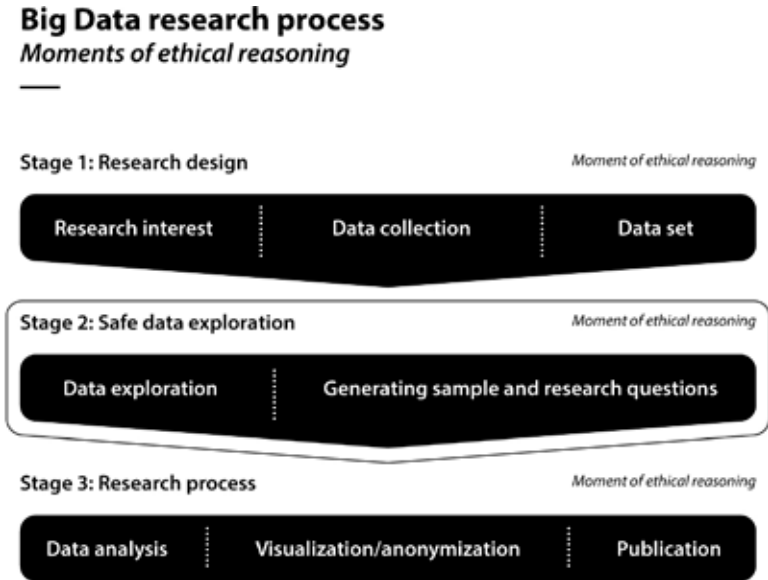 Big Data research process
Moments of ethical reasoning
Stage 1: Research design
Moment of ethical reasoning
Research interest
Data collection
Data set
Stage 2: Safe data exploration
Moment of ethical reasoning
Data exploration
Generating sample and research questions
Stage 3: Research process
Moment of ethical reasoning
Data analysis
Visualization/anonymization
Publication